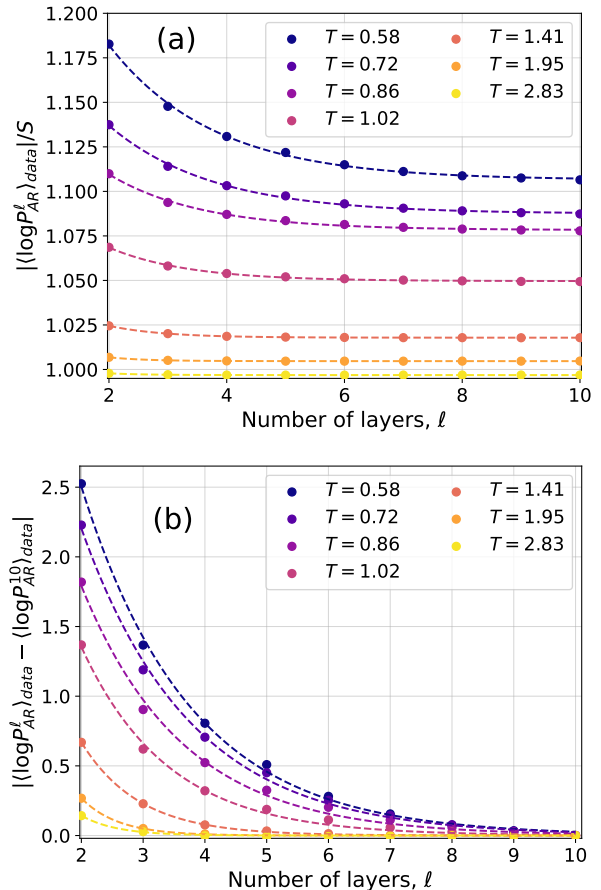 (a)
T = 0.58
T = 0.72
T = 0.86
T = 1.02
T = 1.41
T = 1.95
T = 2.83
|⟨logP^ℓ_AR⟩_data|/S
1.200
1.175
1.150
1.125
1.100
1.075
1.050
1.025
1.000
2 4 6 8 10
Number of layers, ℓ
(b)
T = 0.58
T = 0.72
T = 0.86
T = 1.02
T = 1.41
T = 1.95
T = 2.83
|⟨logP^ℓ_AR⟩_data − ⟨logP^10_AR⟩_data|
2.5
2.0
1.5
1.0
0.5
0.0
2 3 4 5 6 7 8 9 10
Number of layers, ℓ